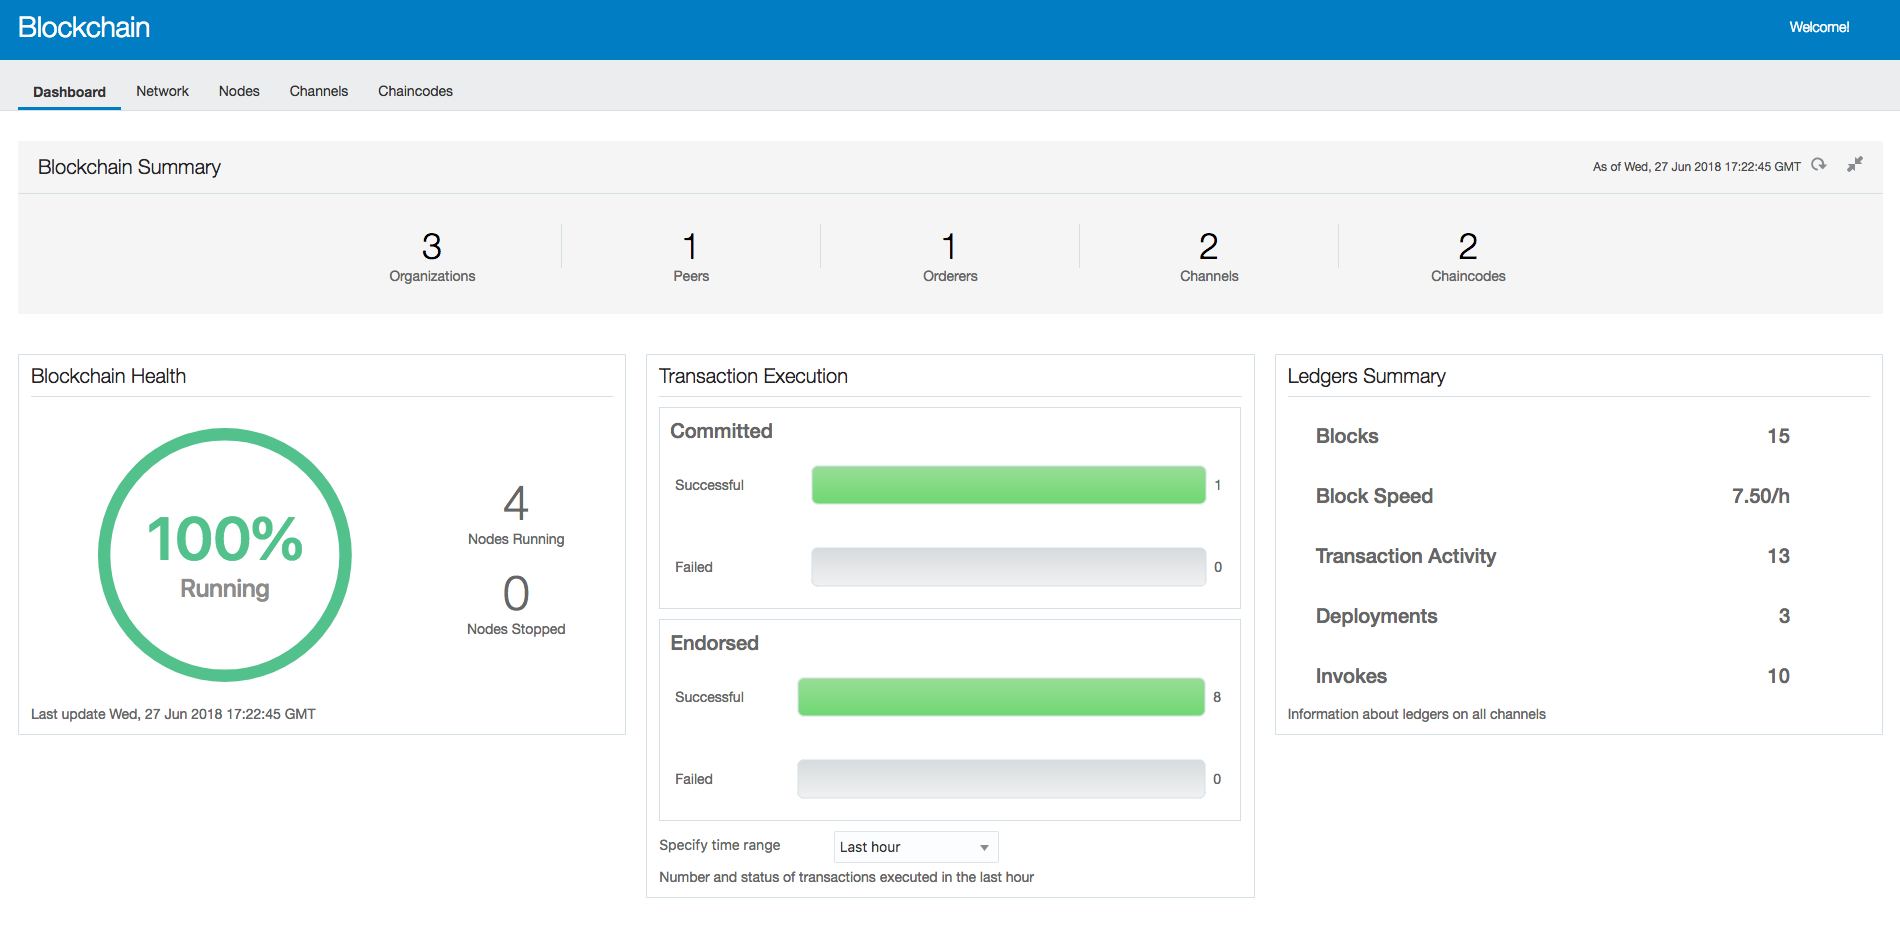 Blockchain
Welcome!
Dashboard Network Nodes Channels Chaincodes
Blockchain Summary
As of Wed, 27 Jun 2018 17:22:45 GMT
3 1 1 2 2
Organizations Peers Orderers Channels Chaincodes
Blockchain Health
100%
Running
4
Nodes Running
0
Nodes Stopped
Last update Wed, 27 Jun 2018 17:22:45 GMT
Transaction Execution
Committed
Successful 1
Failed 0
Endorsed
Successful 8
Failed 0
Specify time range Last hour
Number and status of transactions executed in the last hour
Ledgers Summary
Blocks 15
Block Speed 7.50/h
Transaction Activity 13
Deployments 3
Invokes 10
Information about ledgers on all channels